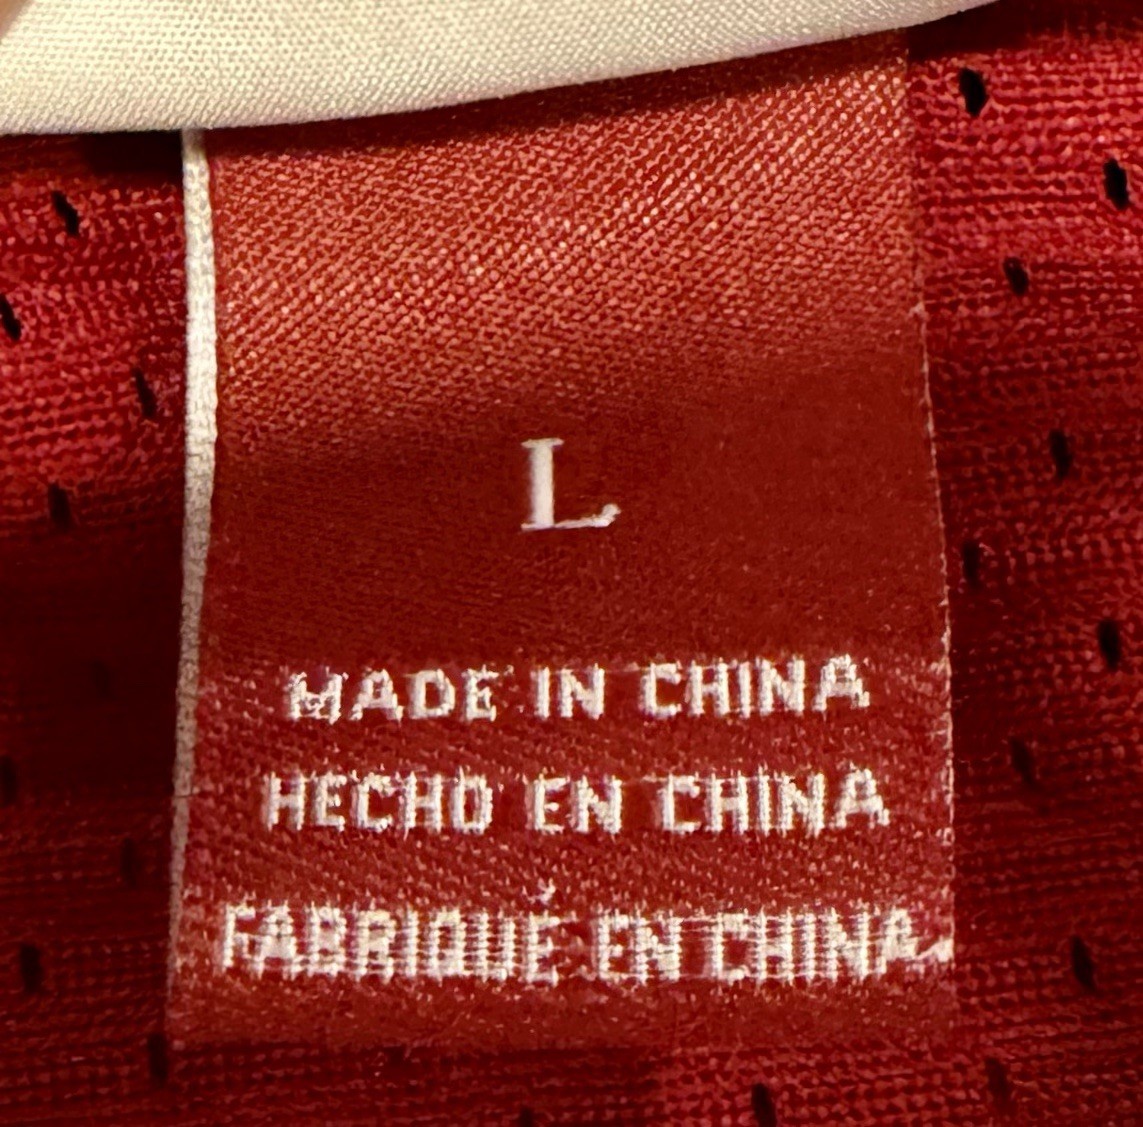 L
MADE IN CHINA
HECHO EN CHINA
FABRIQUÉ EN CHINA